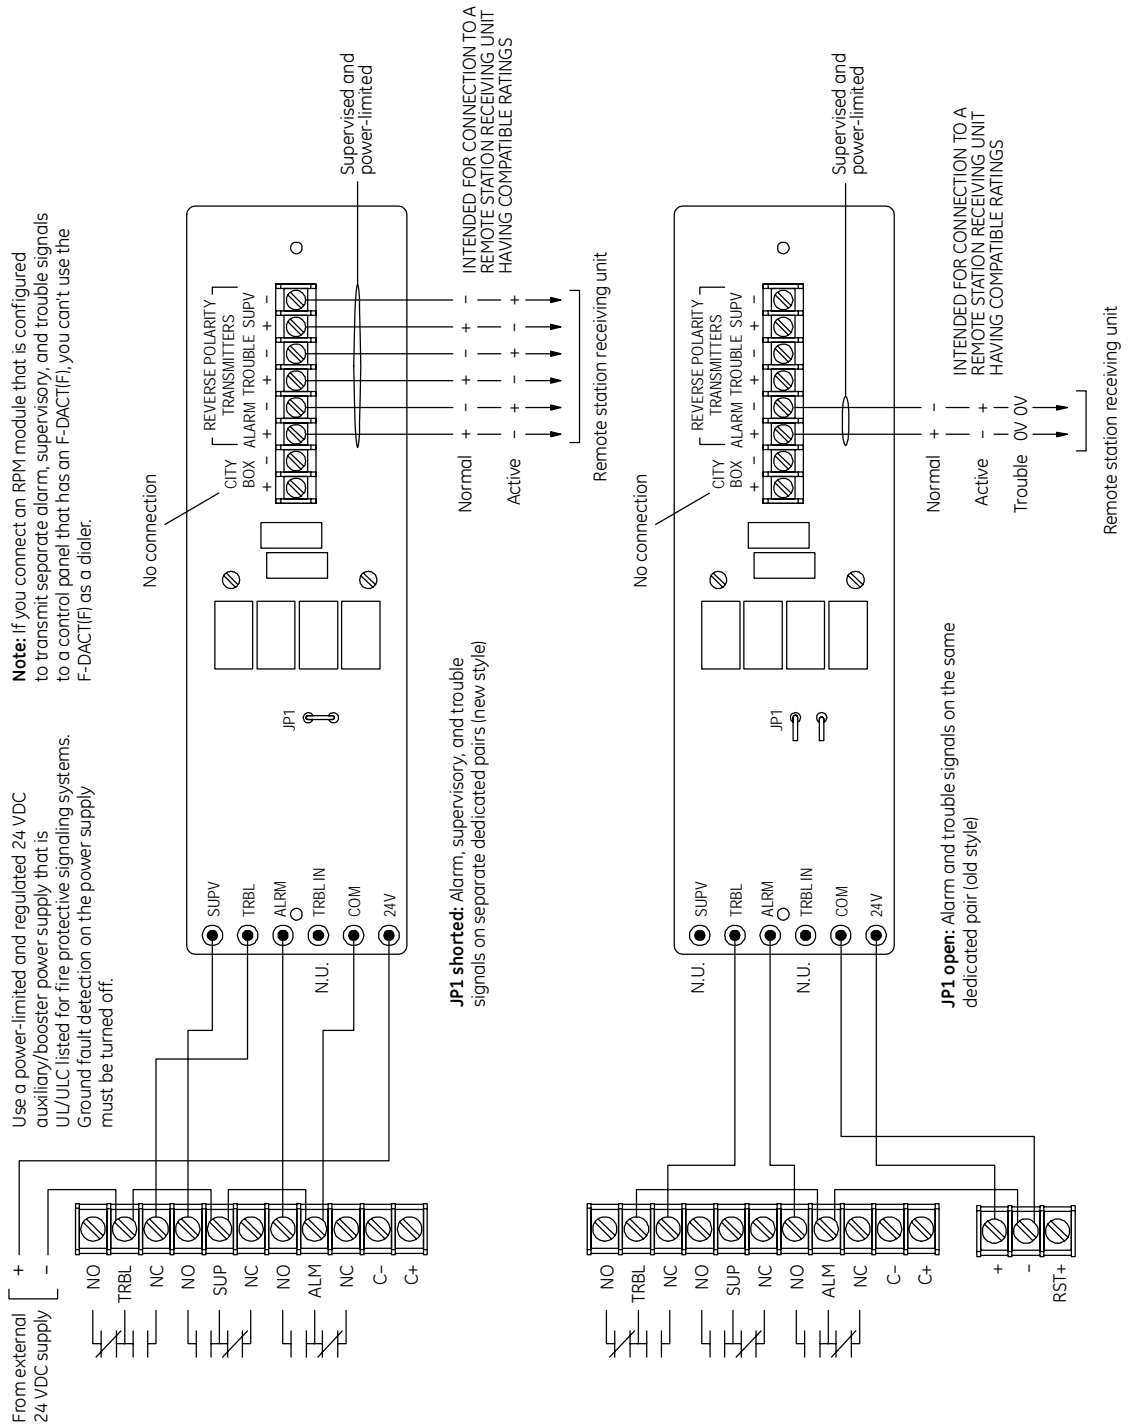 From external
24 VDC supply
+
–
Use a power-limited and regulated 24 VDC
auxiliary/booster power supply that is
UL/ULC listed for fire protective signaling systems.
Ground fault detection on the power supply
must be turned off.
Note: If you connect an RPM module that is configured
to transmit separate alarm, supervisory, and trouble signals
to a control panel that has an F-DACT(F), you can't use the
F-DACT(F) as a dialer.
NO
TRBL
NC
NO
SUP
NC
NO
ALM
NC
C-
C+
SUPV
TRBL
ALRM
TRBL IN
COM
24V
N.U.
JP1
No connection
CITY
BOX
REVERSE POLARITY
TRANSMITTERS
ALARM TROUBLE SUPV
+ - + - + - + -
Supervised and
power-limited
Normal + - + - + -
Active - + - + - +
INTENDED FOR CONNECTION TO A
REMOTE STATION RECEIVING UNIT
HAVING COMPATIBLE RATINGS
Remote station receiving unit
JP1 shorted: Alarm, supervisory, and trouble
signals on separate dedicated pairs (new style)
NO
TRBL
NC
NO
SUP
NC
NO
ALM
NC
C-
C+
+
–
RST+
N.U.
N.U.
SUPV
TRBL
ALRM
TRBL IN
COM
24V
JP1
No connection
CITY
BOX
REVERSE POLARITY
TRANSMITTERS
ALARM TROUBLE SUPV
+ - + - + - + -
Supervised and
power-limited
Normal + -
Active - +
Trouble 0V 0V
INTENDED FOR CONNECTION TO A
REMOTE STATION RECEIVING UNIT
HAVING COMPATIBLE RATINGS
Remote station receiving unit
JP1 open: Alarm and trouble signals on the same
dedicated pair (old style)